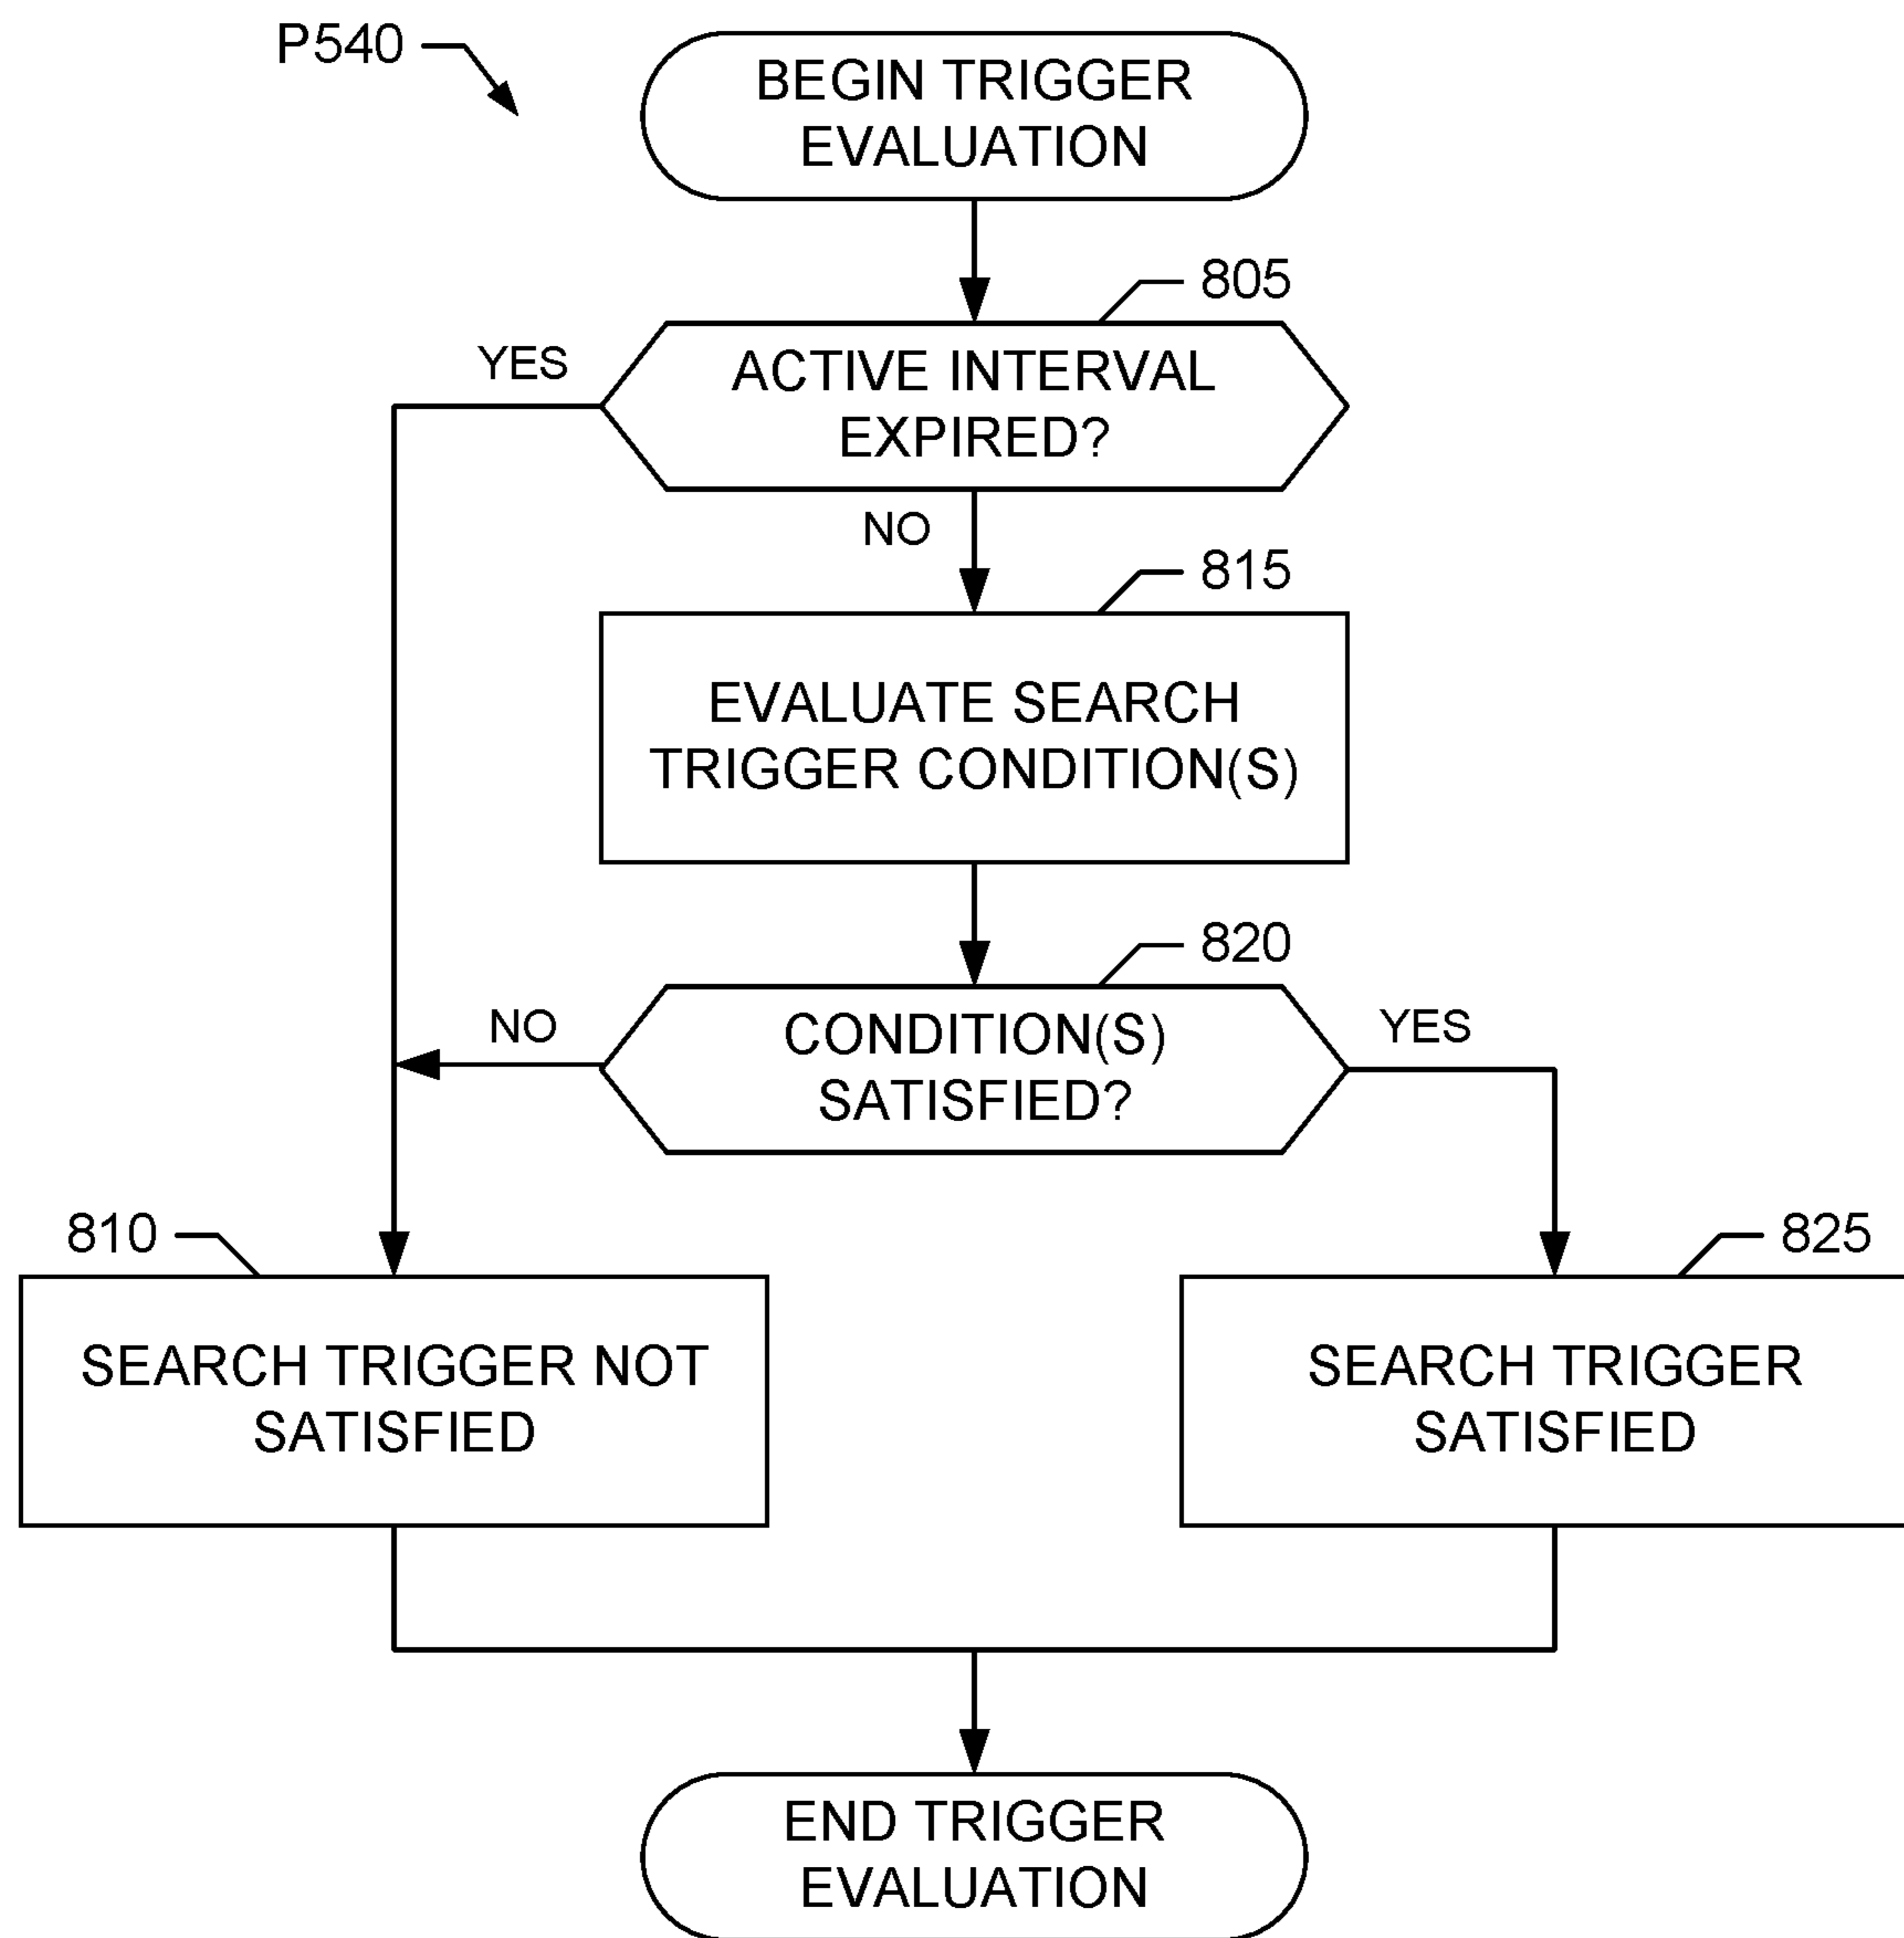 P540
BEGIN TRIGGER
EVALUATION
805
YES
ACTIVE INTERVAL
EXPIRED?
NO
815
EVALUATE SEARCH
TRIGGER CONDITION(S)
820
NO
CONDITION(S)
SATISFIED?
YES
810
SEARCH TRIGGER NOT
SATISFIED
825
SEARCH TRIGGER
SATISFIED
END TRIGGER
EVALUATION